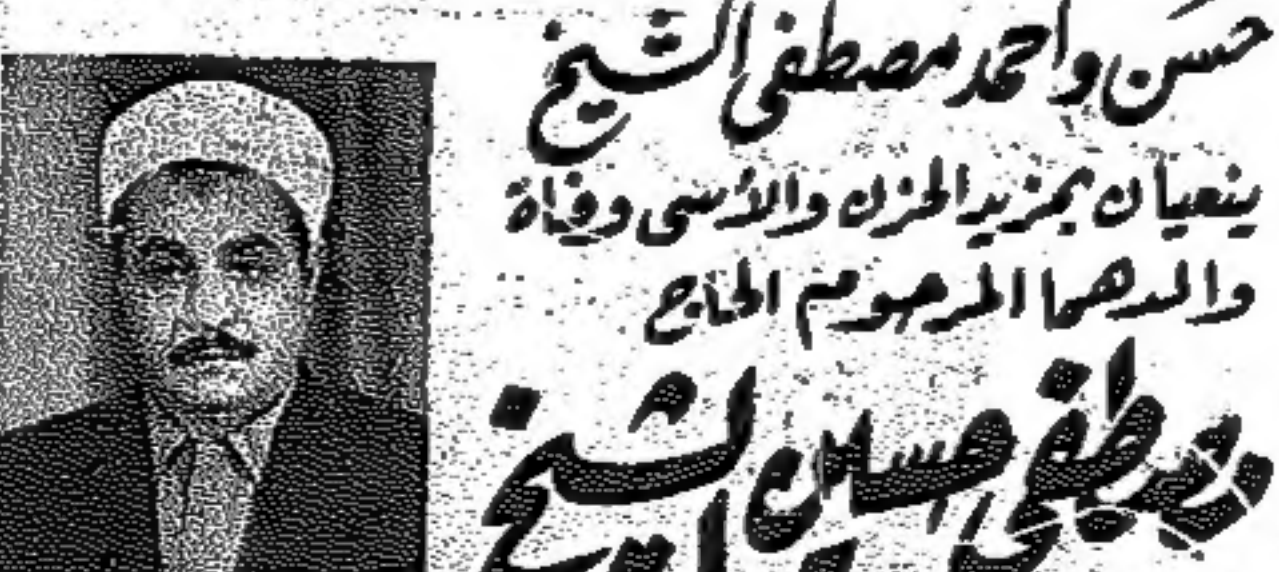 حسن واحمد مصطفى الشيخ
ينعيان بمزيد الحزن والأسى وفاة
والدهما المرحوم الحاج
مصطفى حسين الشيخ